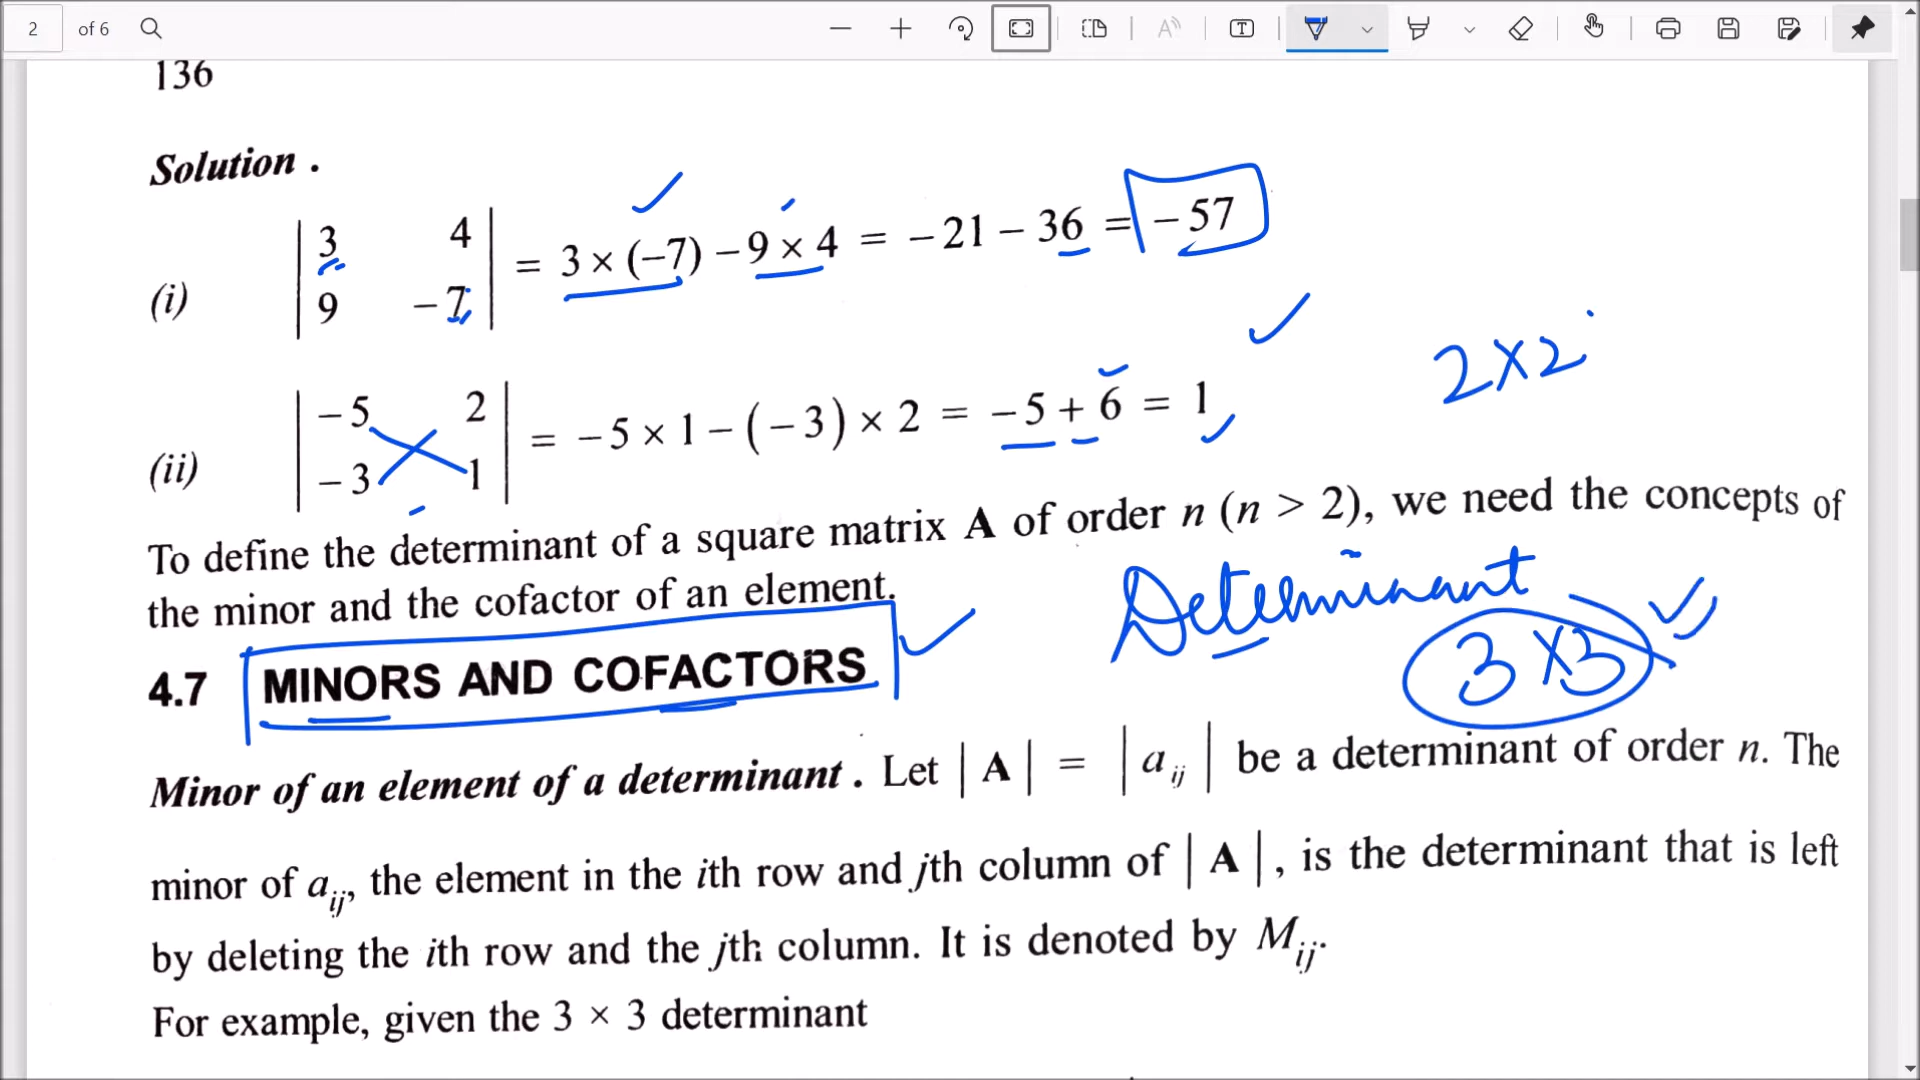 2 of 6
136
Solution .
(i) | 3 4 | = 3 × (−7) − 9 × 4 = − 21 − 36 = − 57
| 9 − 7 |
2×2
(ii) | − 5 2 | = − 5 × 1 − ( − 3 ) × 2 = − 5 + 6 = 1
| − 3 1 |
To define the determinant of a square matrix A of order n (n > 2), we need the concepts of
the minor and the cofactor of an element.
Determinant
3×3
4.7 MINORS AND COFACTORS
Minor of an element of a determinant . Let | A | = | a ij | be a determinant of order n. The
minor of aij, the element in the ith row and jth column of | A |, is the determinant that is left
by deleting the ith row and the jth column. It is denoted by Mij.
For example, given the 3 × 3 determinant